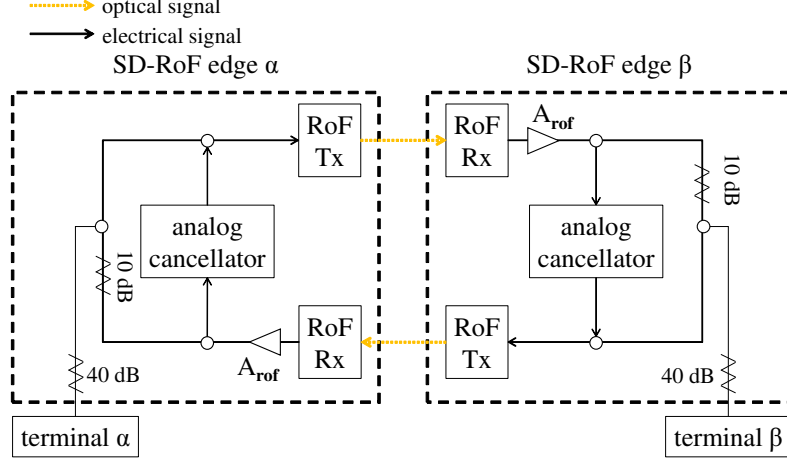 optical signal
electrical signal
SD-RoF edge α
SD-RoF edge β
RoF
Tx
RoF
Rx
A_rof
analog
cancellator
10 dB
analog
cancellator
10 dB
RoF
Rx
A_rof
RoF
Tx
40 dB
40 dB
terminal α
terminal β